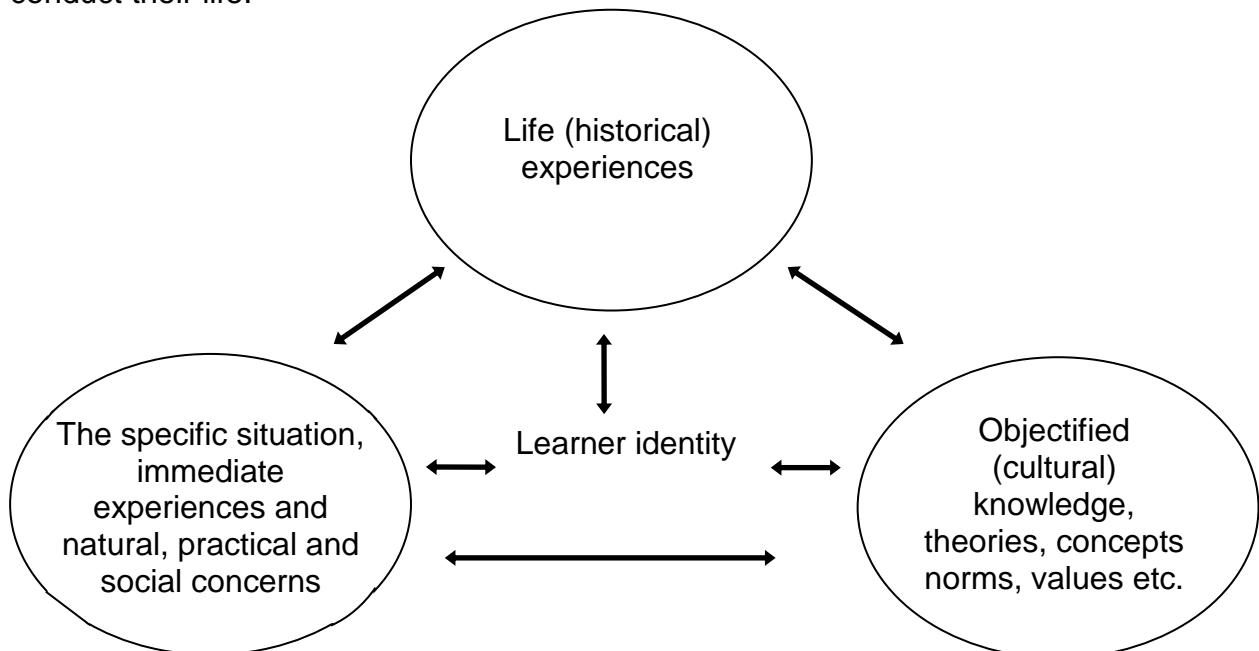 conduct their life.
Life (historical)
experiences
The specific situation,
immediate
experiences and
natural, practical and
social concerns
Learner identity
Objectified
(cultural)
knowledge,
theories, concepts
norms, values etc.